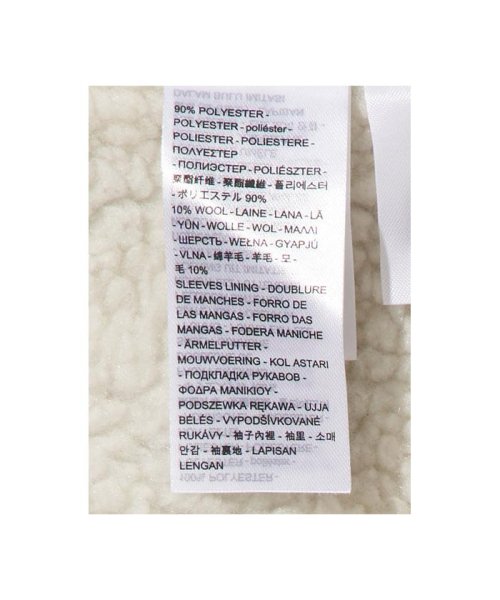 90% POLYESTER -
POLYESTER - poliéster -
POLIESTER - POLIESTERE -
ΠΟΛΥΕΣΤΕΡ
- ПОЛИЭСТЕР - POLIÉSZTER -
聚酯纤维 - 聚酯纖維 - 폴리에스터
- ポリエステル 90%
10% WOOL - LAINE - LANA - LÃ
YÜN - WOLLE - WOL - ΜΑΛΛΙ
- ШЕРСТЬ - WEŁNA - GYAPJÚ
- VLNA - 绵羊毛 - 羊毛 - 모 -
毛 10%
SLEEVES LINING - DOUBLURE
DE MANCHES - FORRO DE
LAS MANGAS - FORRO DAS
MANGAS - FODERA MANICHE
- ÄRMELFUTTER -
MOUWVOERING - KOL ASTARI
- ПОДКЛАДКА РУКАВОВ -
ΦΟΔΡΑ ΜΑΝΙΚΙΟΥ -
PODSZEWKA RĘKAWA - UJJA
BÉLÉS - VYPODŠÍVKOVANÉ
RUKÁVY - 袖子內裡 - 袖里 - 소매
안감 - 袖裏地 - LAPISAN
LENGAN
100% POLYESTER -